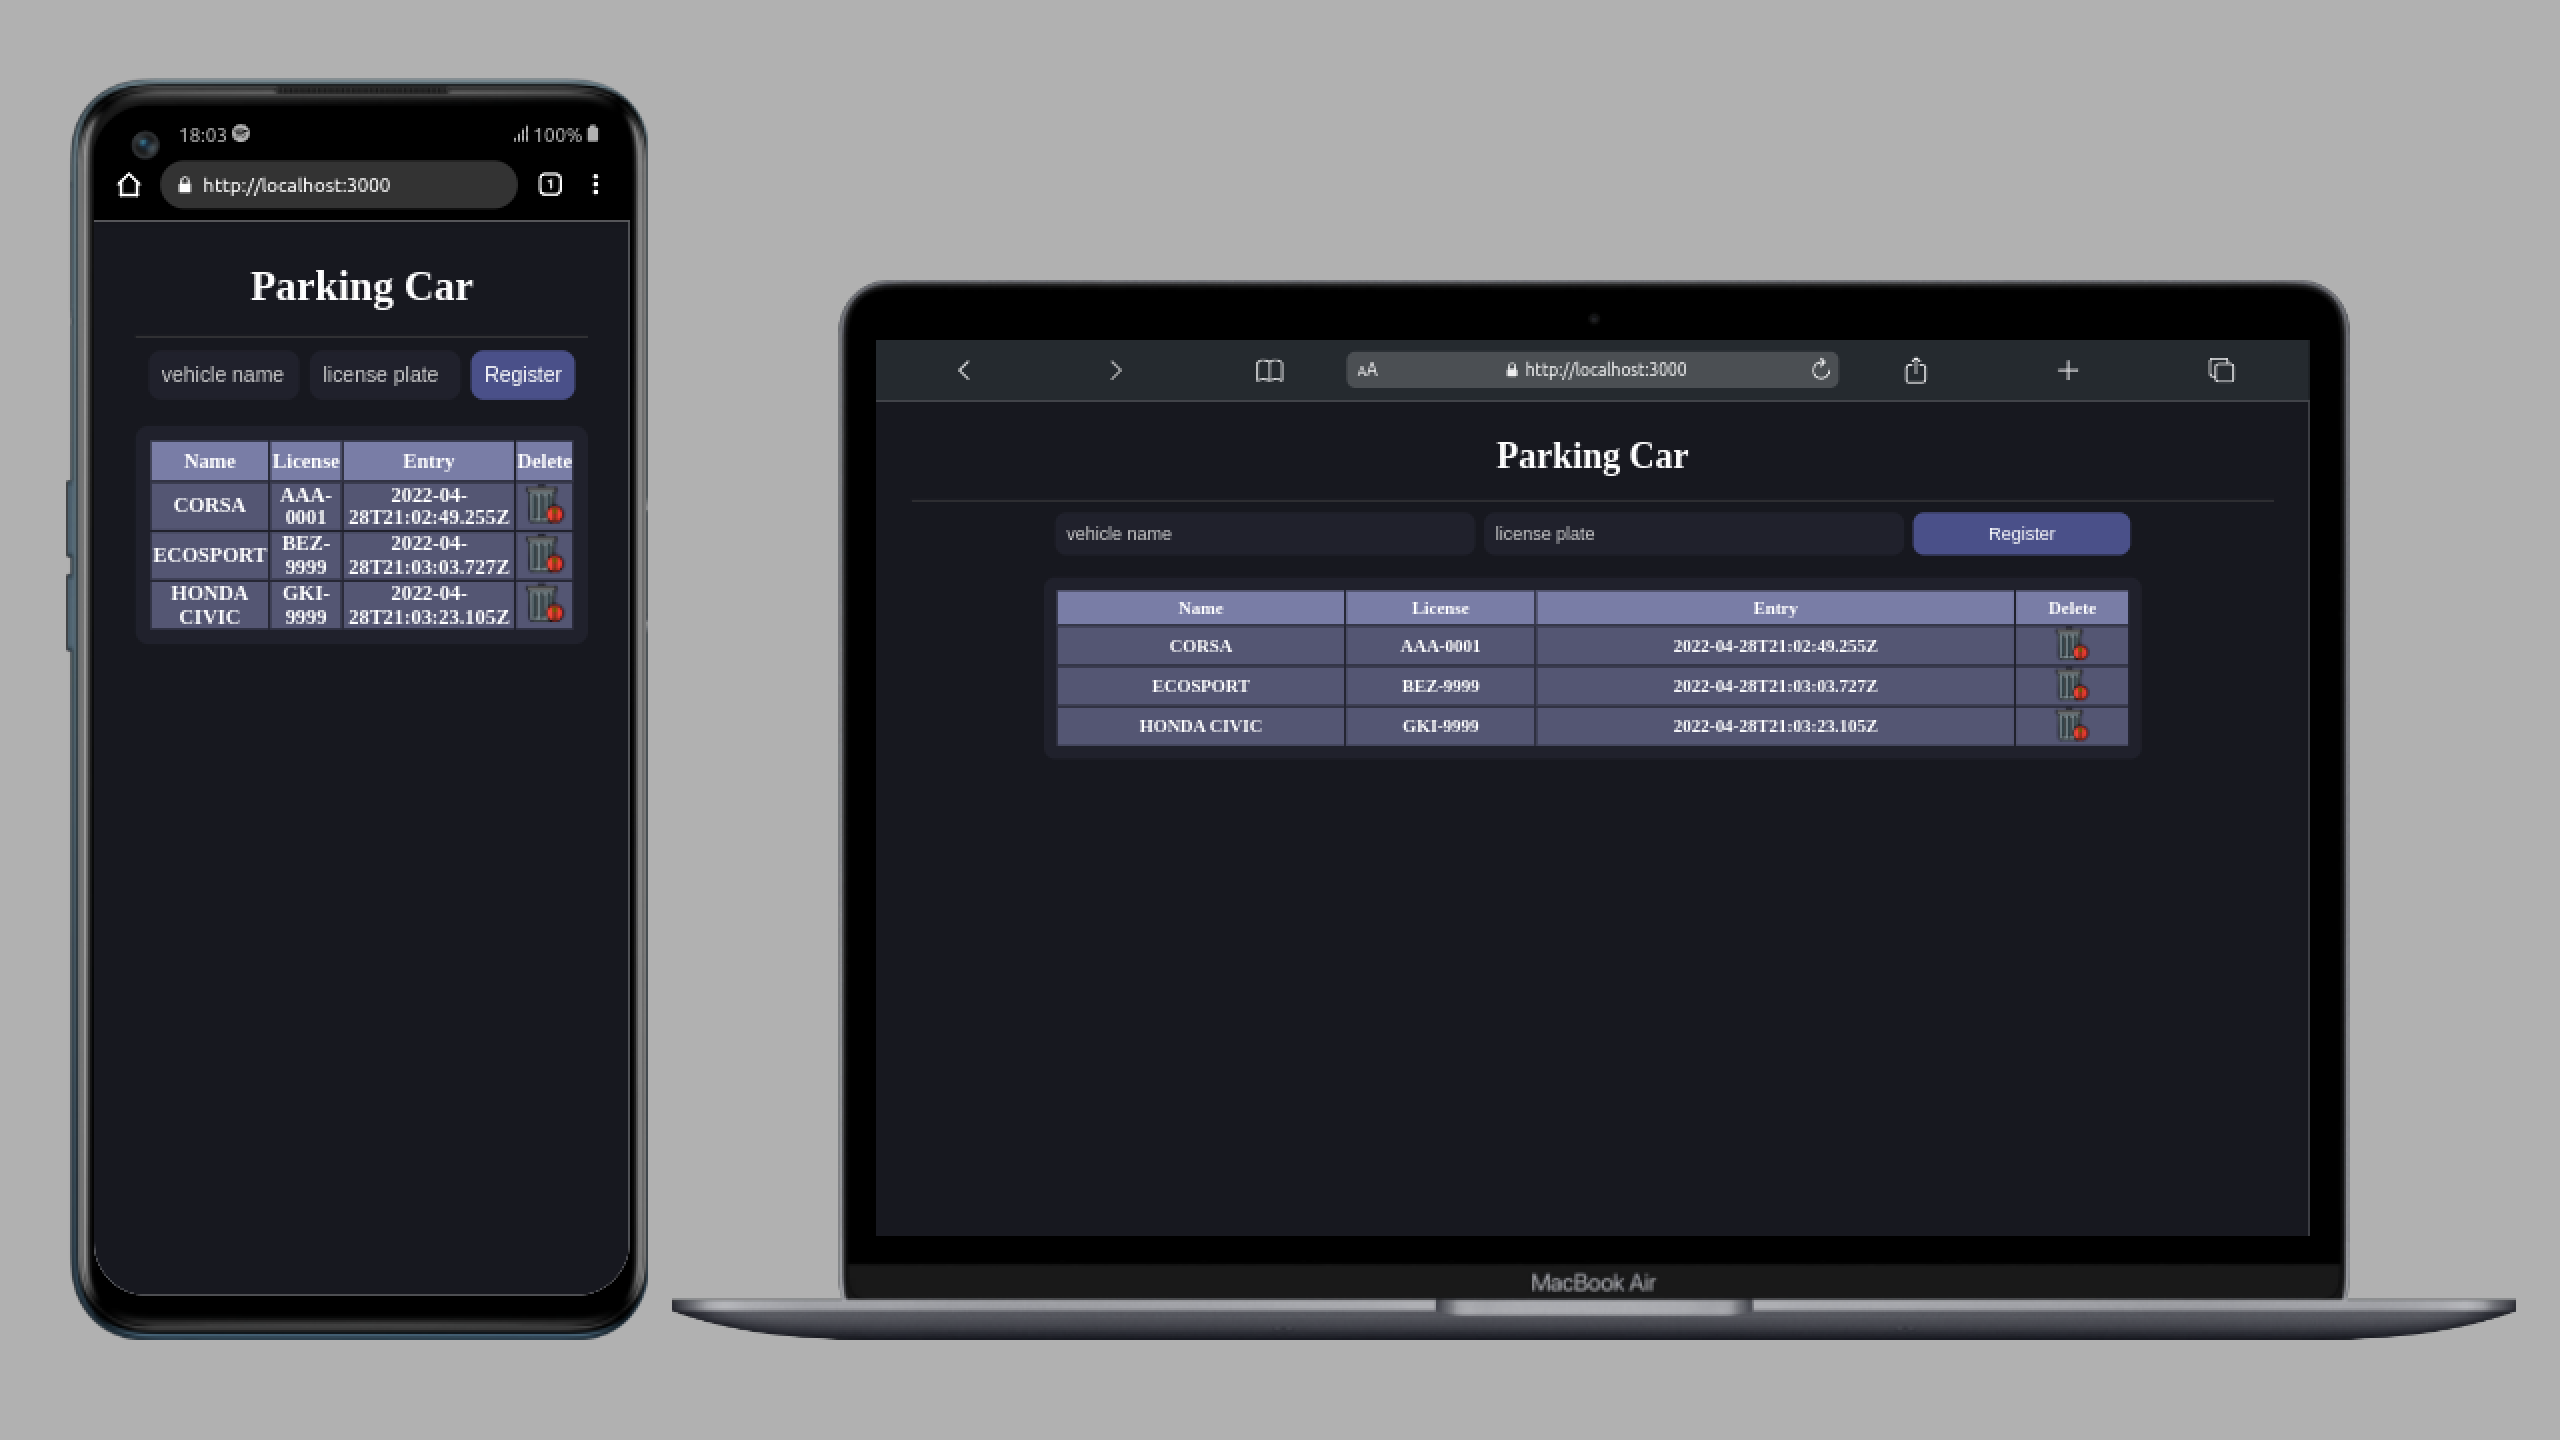 18:03
100%
http://localhost:3000
1
Parking Car
vehicle name license plate Register
Name License Entry Delete
CORSA AAA-0001 2022-04-28T21:02:49.255Z
ECOSPORT BEZ-9999 2022-04-28T21:03:03.727Z
HONDA CIVIC GKI-9999 2022-04-28T21:03:23.105Z
AA http://localhost:3000
Parking Car
vehicle name license plate Register
Name License Entry Delete
CORSA AAA-0001 2022-04-28T21:02:49.255Z
ECOSPORT BEZ-9999 2022-04-28T21:03:03.727Z
HONDA CIVIC GKI-9999 2022-04-28T21:03:23.105Z
MacBook Air